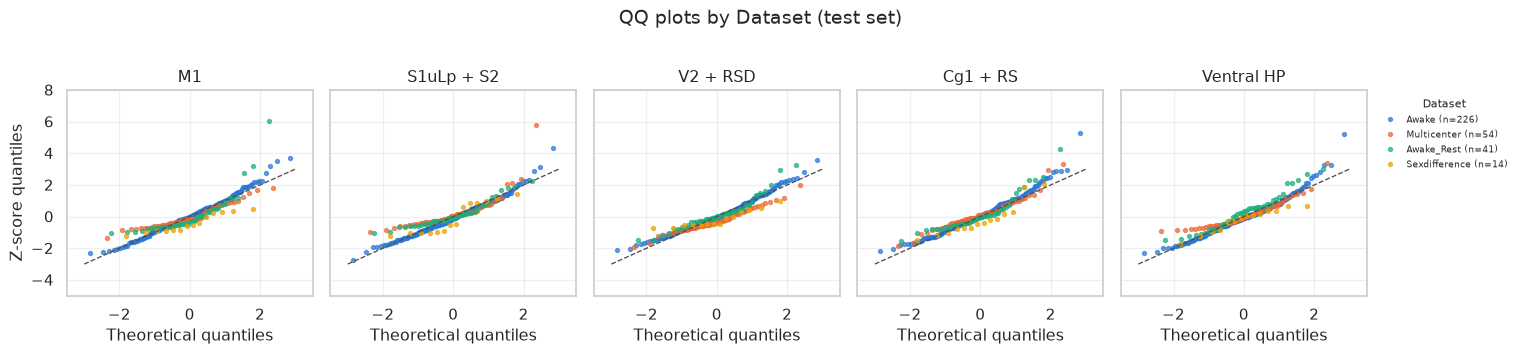 QQ plots by Dataset (test set)
M1
S1uLp + S2
V2 + RSD
Cg1 + RS
Ventral HP
Z-score quantiles
8
6
4
2
0
−2
−4
−2 0 2
−2 0 2
−2 0 2
−2 0 2
−2 0 2
Theoretical quantiles
Theoretical quantiles
Theoretical quantiles
Theoretical quantiles
Theoretical quantiles
Dataset
Awake (n=226)
Multicenter (n=54)
Awake_Rest (n=41)
Sexdifference (n=14)